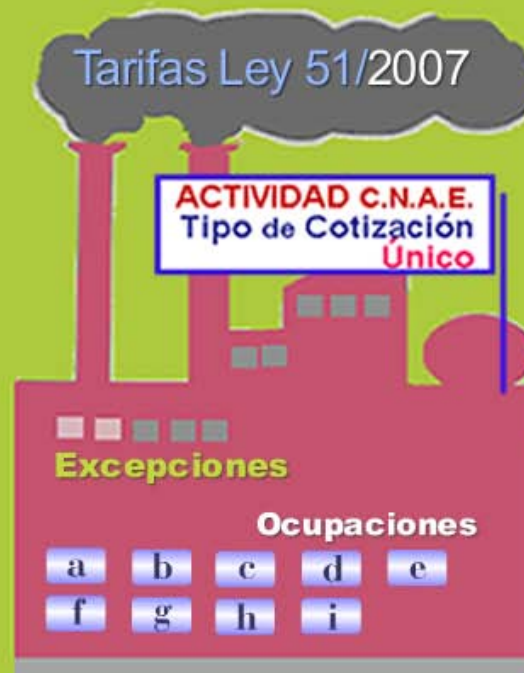 Tarifas Ley 51/2007
ACTIVIDAD C.N.A.E.
Tipo de Cotización
Único
Excepciones
Ocupaciones
a b c d e
f g h i